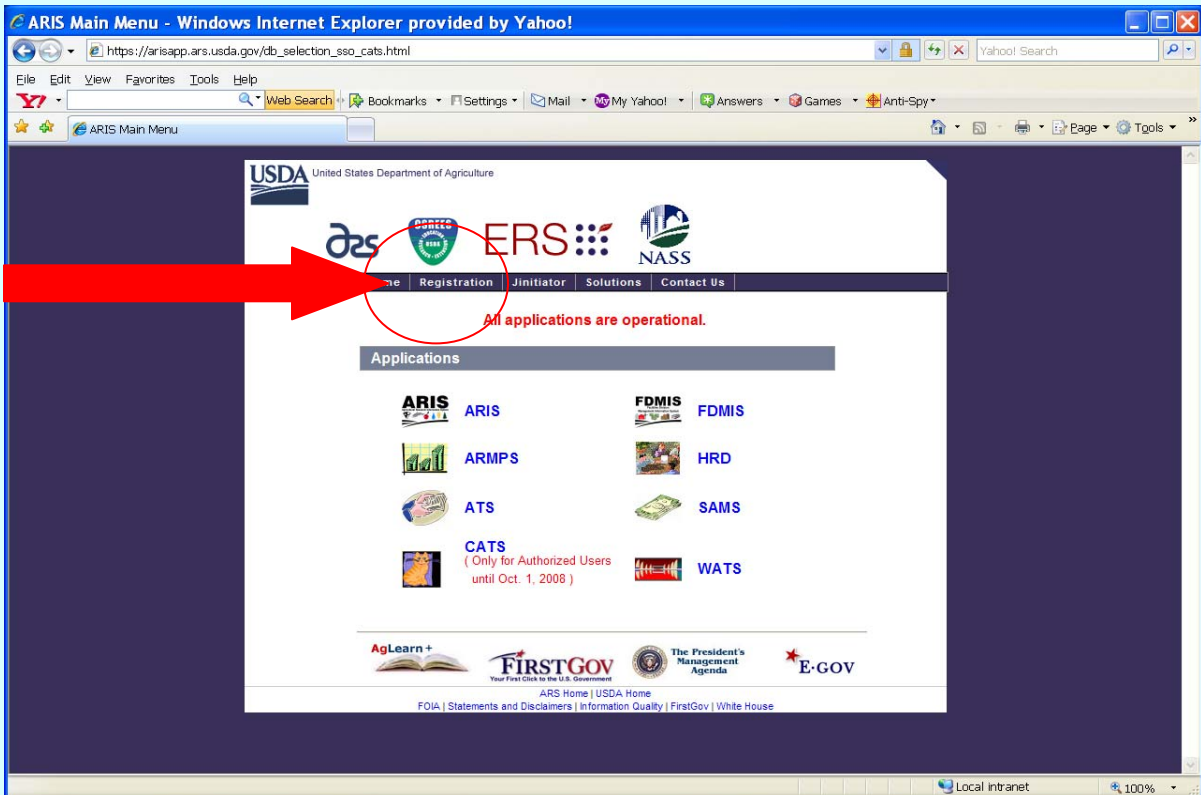 ARIS Main Menu - Windows Internet Explorer provided by Yahoo!
https://arisapp.ars.usda.gov/db_selection_sso_cats.html
Yahoo! Search
File Edit View Favorites Tools Help
Y! Web Search Bookmarks Settings Mail My Yahoo! Answers Games Anti-Spy
ARIS Main Menu
Page Tools
USDA United States Department of Agriculture
ars CSREES ERS NASS
Registration Jinitiator Solutions Contact Us
All applications are operational.
Applications
ARIS ARIS FDMIS FDMIS
ARMPS HRD
ATS SAMS
CATS
( Only for Authorized Users
until Oct. 1, 2008 )
WATS
AgLearn+
FIRSTGOV
Your First Click to the U.S. Government
The President's
Management
Agenda
E·GOV
ARS Home | USDA Home
FOIA | Statements and Disclaimers | Information Quality | FirstGov | White House
Local intranet 100%